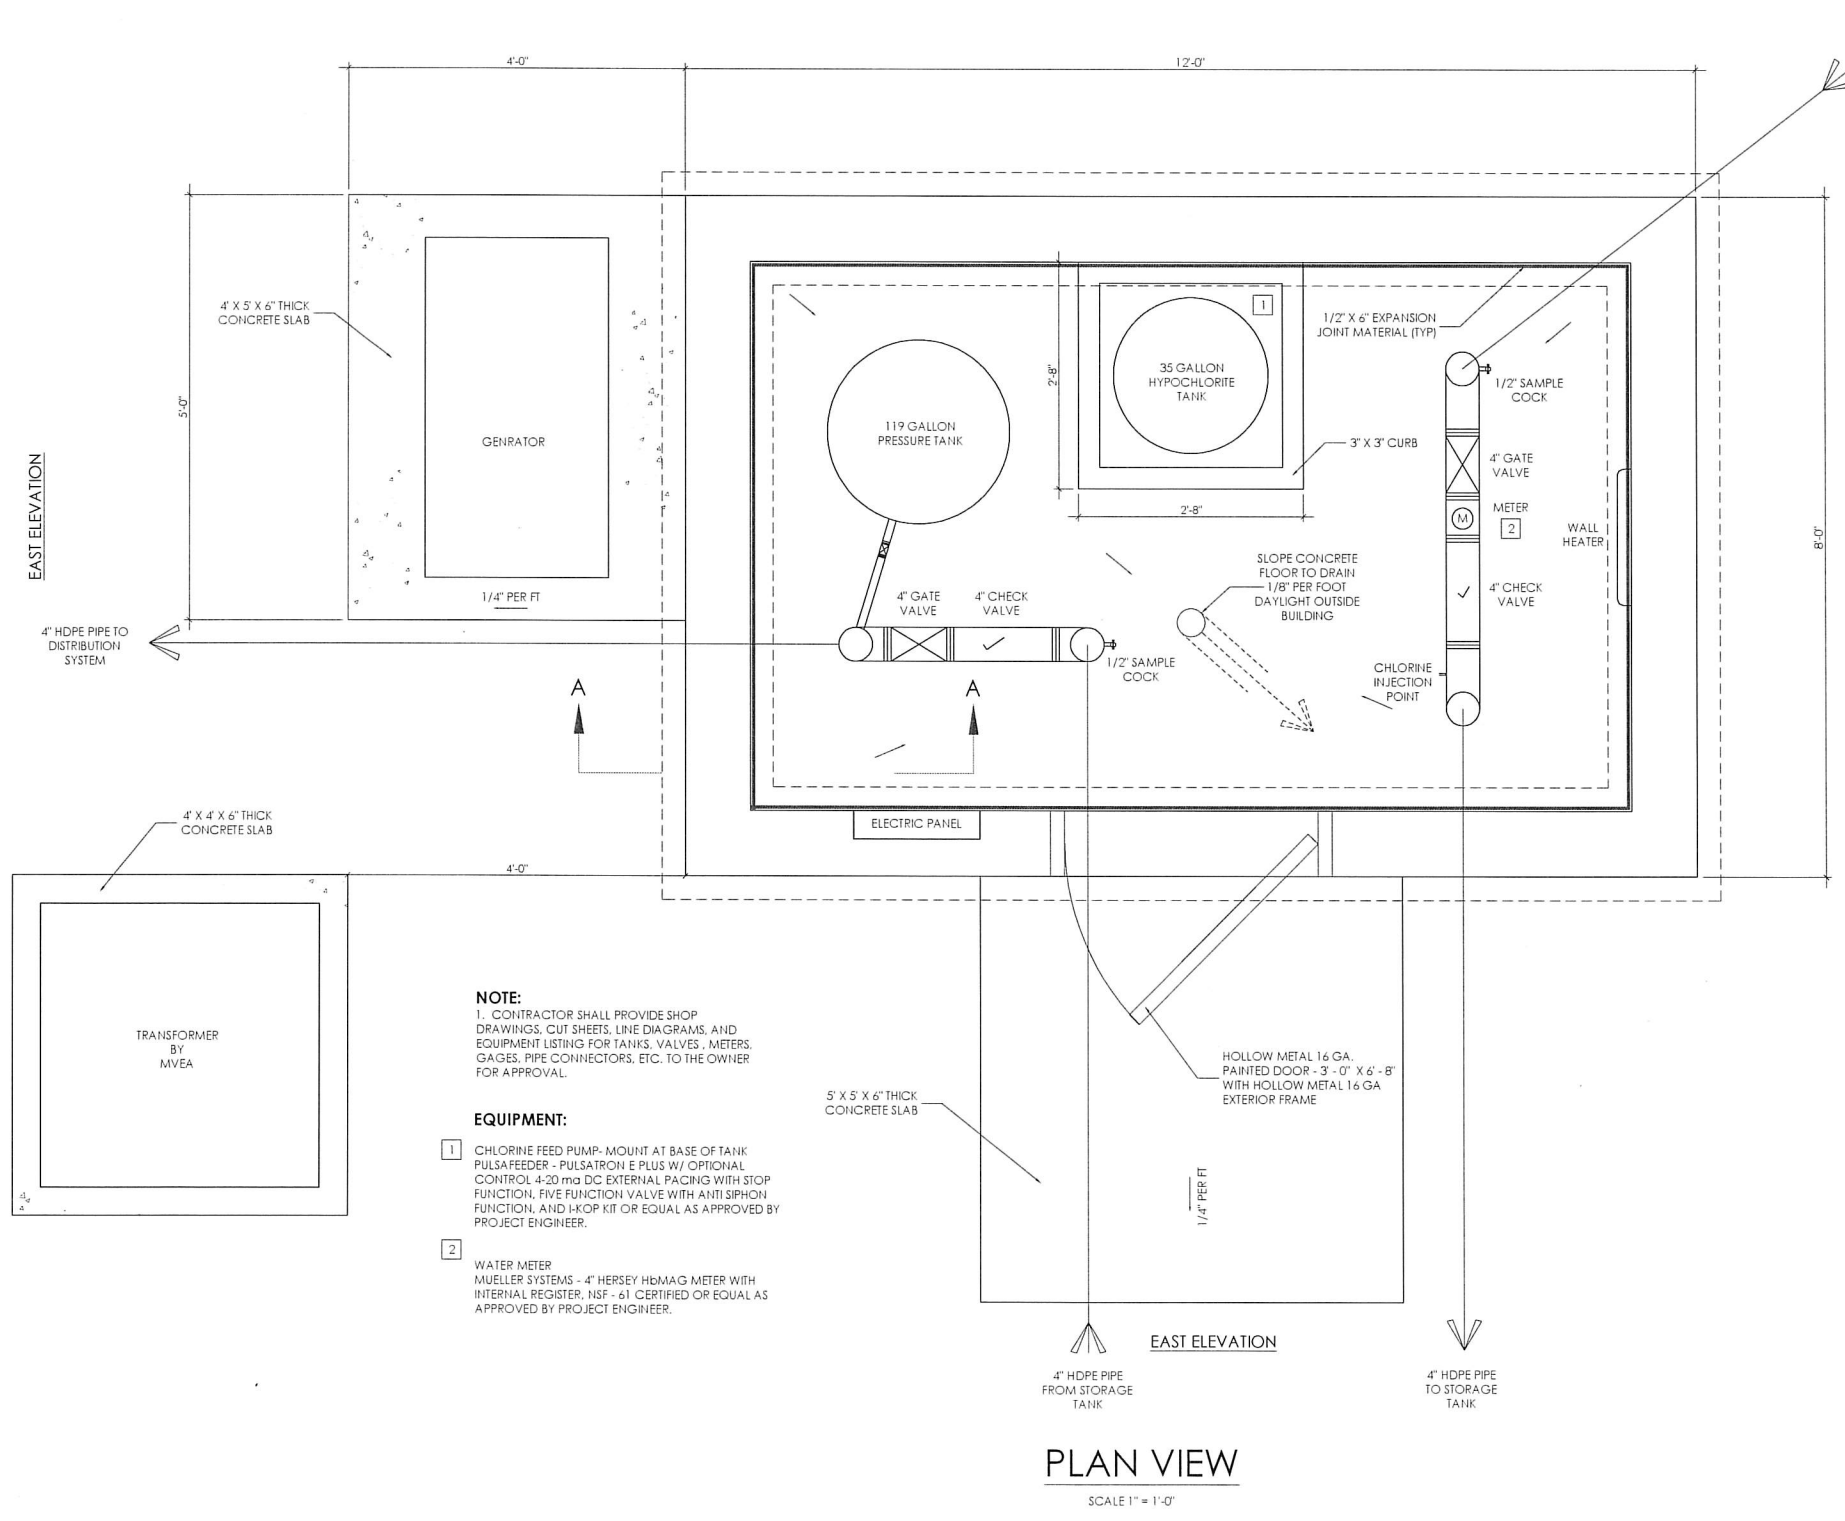 4'-0"
12'-0"
4' X 5' X 6" THICK
CONCRETE SLAB
5'-0"
EAST ELEVATION
GENRATOR
1/4" PER FT
4" HDPE PIPE TO
DISTRIBUTION
SYSTEM
119 GALLON
PRESSURE TANK
2'-8"
1
35 GALLON
HYPOCHLORITE
TANK
1/2" X 6" EXPANSION
JOINT MATERIAL (TYP)
1/2" SAMPLE
COCK
3" X 3" CURB
2'-8"
4" GATE
VALVE
METER
M
2
WALL
HEATER
8'-0"
4" CHECK
VALVE
SLOPE CONCRETE
FLOOR TO DRAIN
1/8" PER FOOT
DAYLIGHT OUTSIDE
BUILDING
4" GATE
VALVE
4" CHECK
VALVE
1/2" SAMPLE
COCK
CHLORINE
INJECTION
POINT
A
A
4' X 4' X 6" THICK
CONCRETE SLAB
ELECTRIC PANEL
4'-0"
TRANSFORMER
BY
MVEA
NOTE:
1. CONTRACTOR SHALL PROVIDE SHOP
DRAWINGS, CUT SHEETS, LINE DIAGRAMS, AND
EQUIPMENT LISTING FOR TANKS, VALVES , METERS,
GAGES, PIPE CONNECTORS, ETC. TO THE OWNER
FOR APPROVAL.
EQUIPMENT:
1
CHLORINE FEED PUMP- MOUNT AT BASE OF TANK
PULSAFEEDER - PULSATRON E PLUS W/ OPTIONAL
CONTROL 4-20 ma DC EXTERNAL PACING WITH STOP
FUNCTION, FIVE FUNCTION VALVE WITH ANTI SIPHON
FUNCTION, AND I-KOP KIT OR EQUAL AS APPROVED BY
PROJECT ENGINEER.
2
WATER METER
MUELLER SYSTEMS - 4" HERSEY HbMAG METER WITH
INTERNAL REGISTER, NSF - 61 CERTIFIED OR EQUAL AS
APPROVED BY PROJECT ENGINEER.
HOLLOW METAL 16 GA.
PAINTED DOOR - 3' - 0" X 6' - 8"
WITH HOLLOW METAL 16 GA
EXTERIOR FRAME
5' X 5' X 6" THICK
CONCRETE SLAB
1/4" PER FT
EAST ELEVATION
4" HDPE PIPE
FROM STORAGE
TANK
4" HDPE PIPE
TO STORAGE
TANK
PLAN VIEW
SCALE 1" = 1'-0"